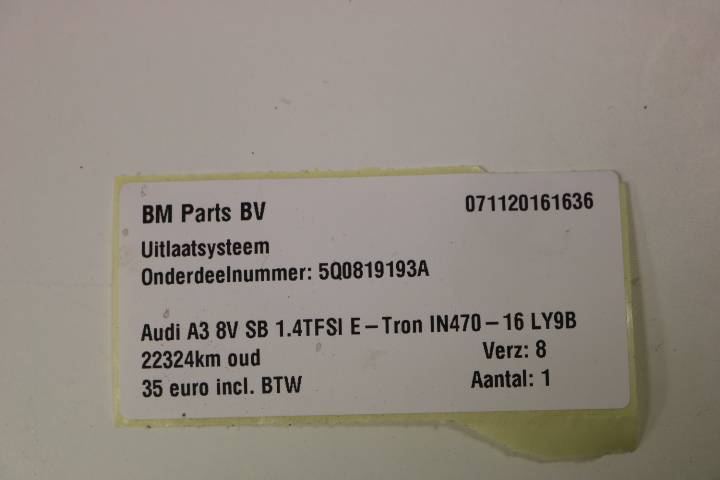 BM Parts BV 071120161636
Uitlaatsysteem
Onderdeelnummer: 5Q0819193A
Audi A3 8V SB 1.4TFSI E-Tron IN470-16 LY9B
22324km oud Verz: 8
35 euro incl. BTW Aantal: 1